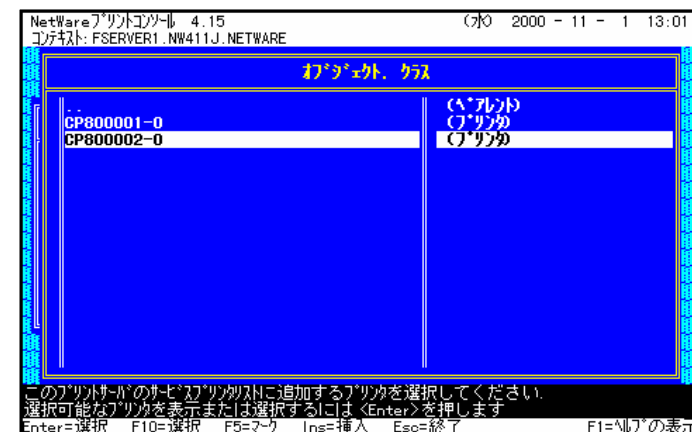 NetWareﾌﾟﾘﾝﾄｺﾝｿｰﾙ 4.15 (水) 2000 - 11 - 1 13:01
ｺﾝﾃｷｽﾄ: FSERVER1.NW411J.NETWARE
ｵﾌﾞｼﾞｪｸﾄ. ｸﾗｽ
.. (ﾍﾟｱﾚﾝﾄ)
CP800001-0 (ﾌﾟﾘﾝﾀ)
CP800002-0 (ﾌﾟﾘﾝﾀ)
このﾌﾟﾘﾝﾄｻｰﾊﾞのｻｰﾋﾞｽﾌﾟﾘﾝﾀﾘｽﾄに追加するﾌﾟﾘﾝﾀを選択してください.
選択可能なﾌﾟﾘﾝﾀを表示または選択するには <Enter>を押します
Enter=選択 F10=選択 F5=ﾏｰｸ Ins=挿入 Esc=終了 F1=ﾍﾙﾌﾟの表示